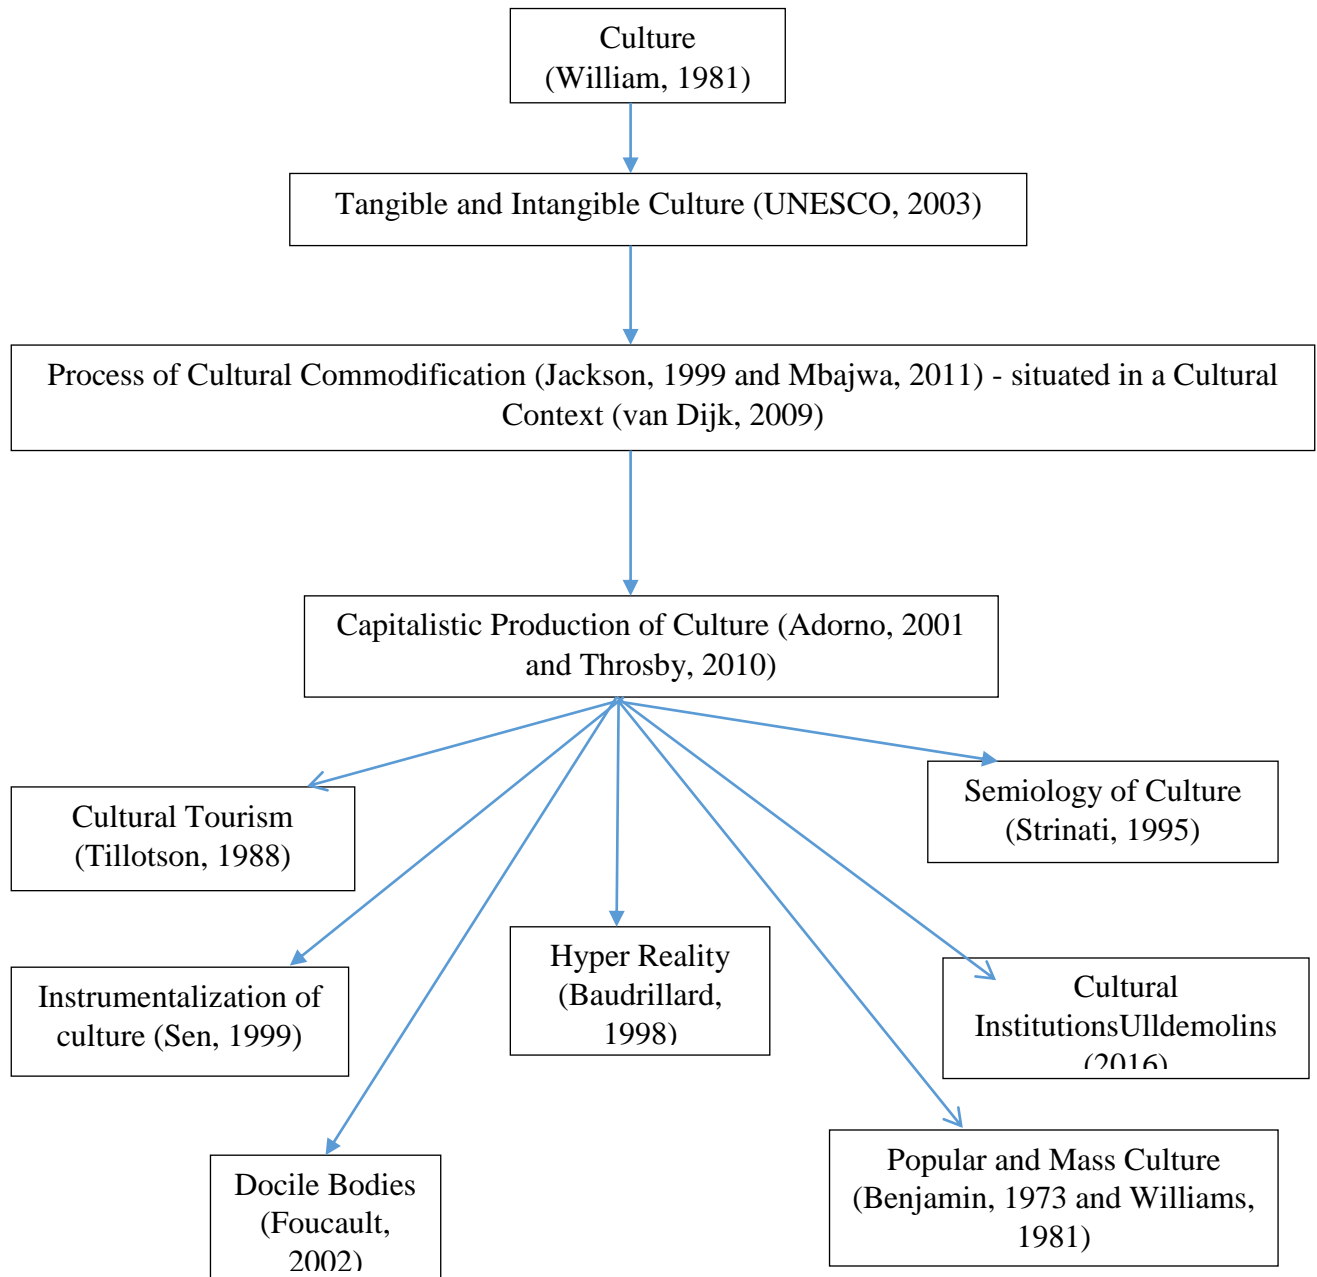 Culture
(William, 1981)
Tangible and Intangible Culture (UNESCO, 2003)
Process of Cultural Commodification (Jackson, 1999 and Mbajwa, 2011) - situated in a Cultural
Context (van Dijk, 2009)
Capitalistic Production of Culture (Adorno, 2001
and Throsby, 2010)
Cultural Tourism
(Tillotson, 1988)
Semiology of Culture
(Strinati, 1995)
Instrumentalization of
culture (Sen, 1999)
Hyper Reality
(Baudrillard,
1998)
Cultural
InstitutionsUlldemolins
(2016)
Docile Bodies
(Foucault,
2002)
Popular and Mass Culture
(Benjamin, 1973 and Williams,
1981)